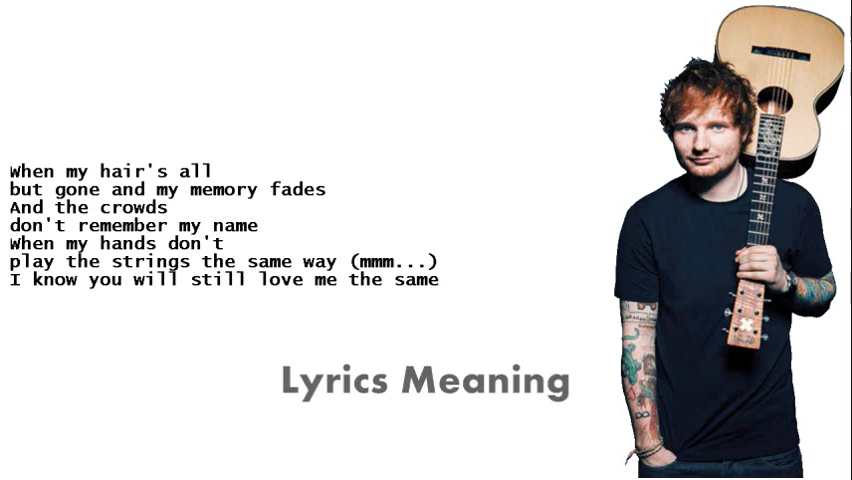 When my hair's all
but gone and my memory fades
And the crowds
don't remember my name
When my hands don't
play the strings the same way (mmm...)
I know you will still love me the same
Lyrics Meaning